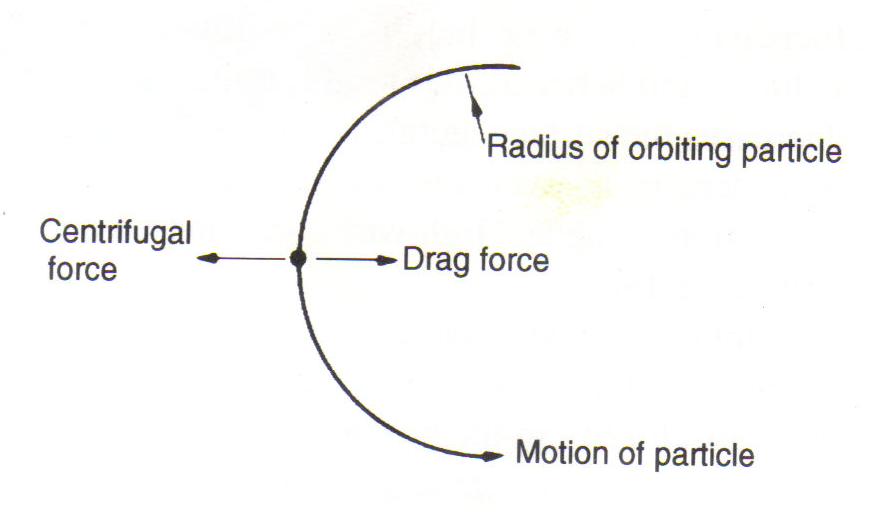 Radius of orbiting particle
Centrifugal
force
Drag force
Motion of particle